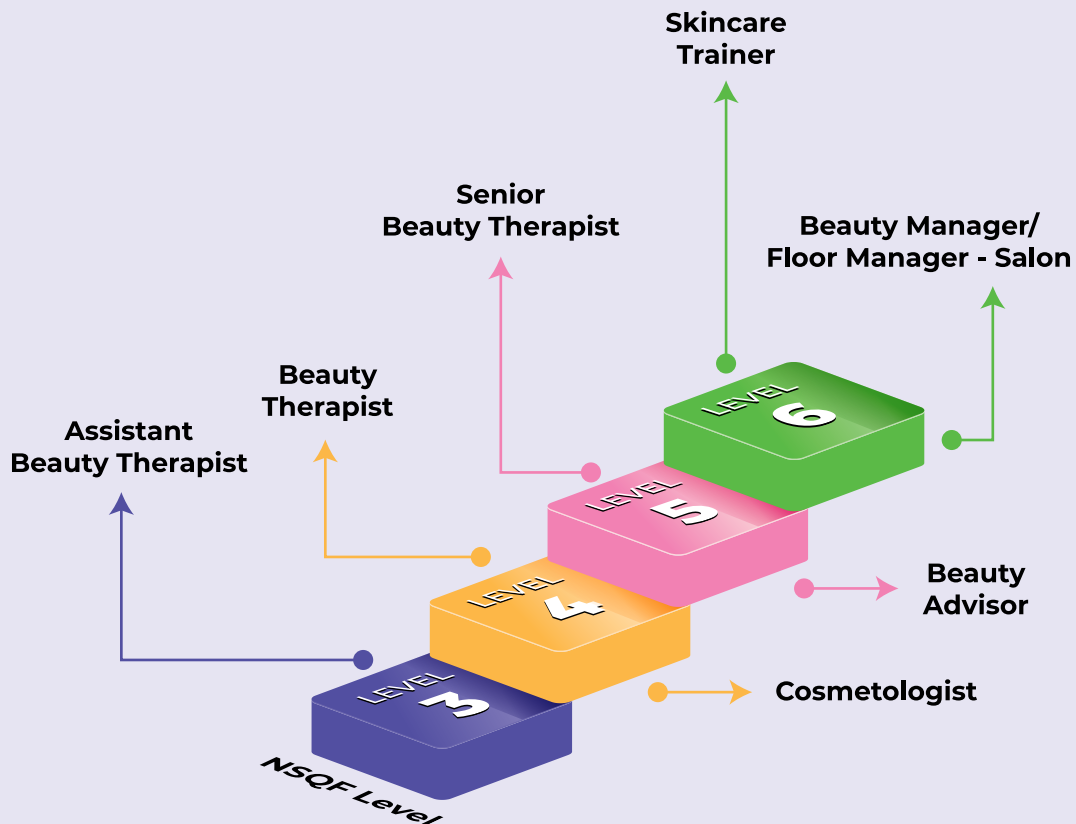 Skincare
Trainer
Senior
Beauty Therapist
Beauty Manager/
Floor Manager - Salon
Beauty
Therapist
Assistant
Beauty Therapist
LEVEL
6
LEVEL
5
Beauty
Advisor
LEVEL
4
Cosmetologist
LEVEL
3
NSQF Level